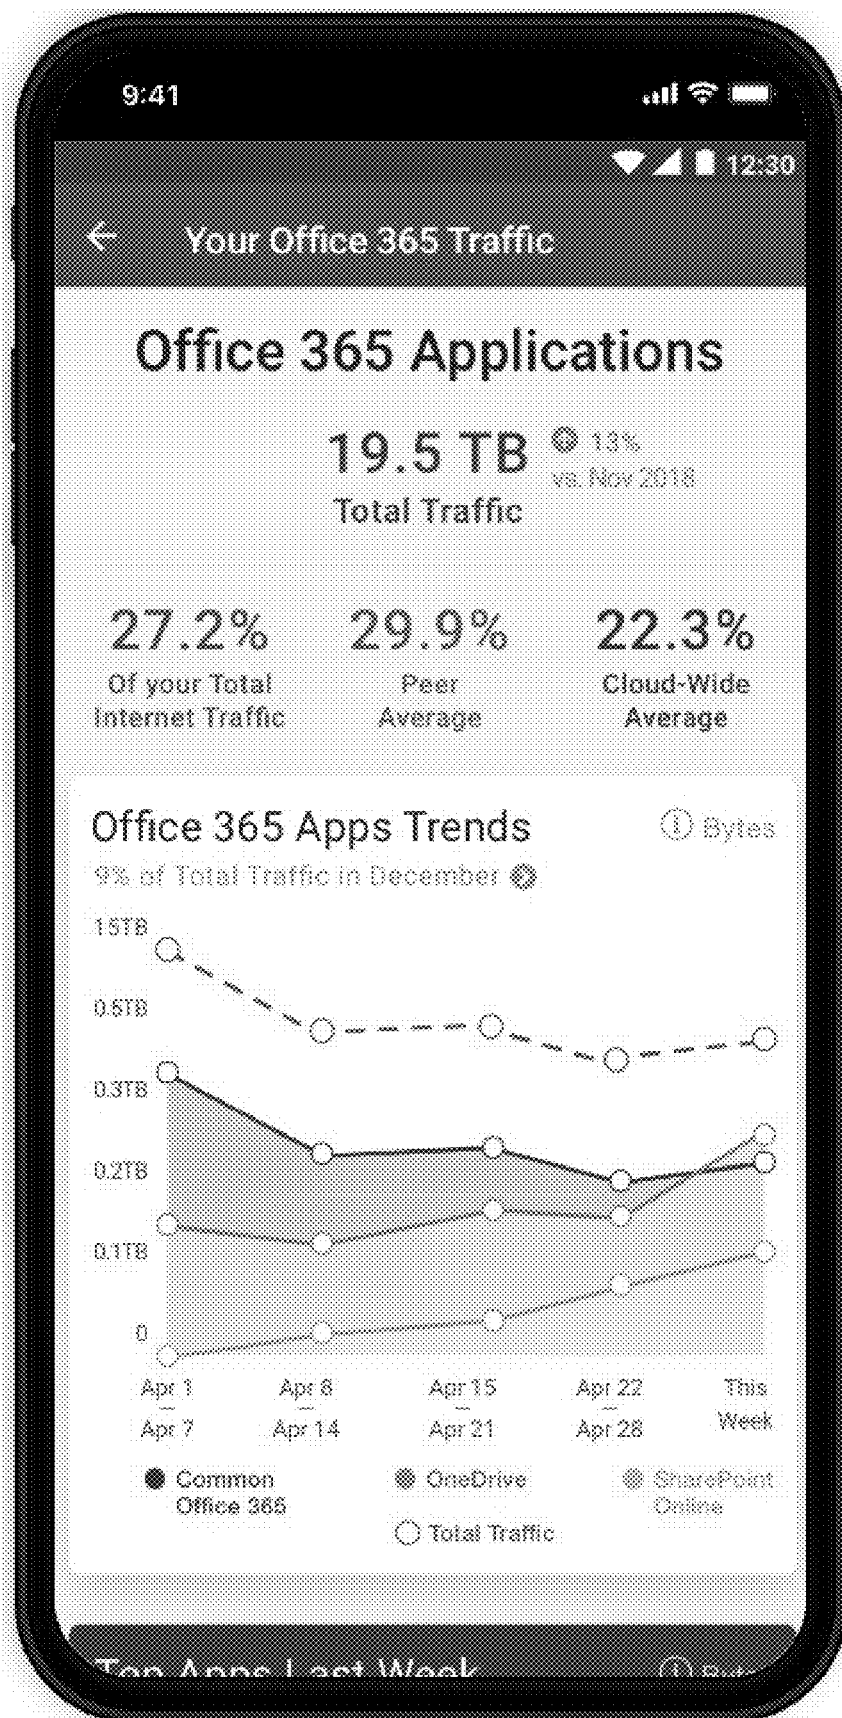 9:41
12:30
Your Office 365 Traffic
Office 365 Applications
19.5 TB
13%
vs. Nov 2018
Total Traffic
27.2% 29.9% 22.3%
Of your Total Peer Cloud-Wide
Internet Traffic Average Average
Office 365 Apps Trends
Bytes
9% of Total Traffic in December
1.5TB
0.5TB
0.3TB
0.2TB
0.1TB
0
Apr 1 Apr 8 Apr 15 Apr 22 This
Apr 7 Apr 14 Apr 21 Apr 28 Week
Common OneDrive SharePoint
Office 365 Online
Total Traffic
Top Apps Last Week